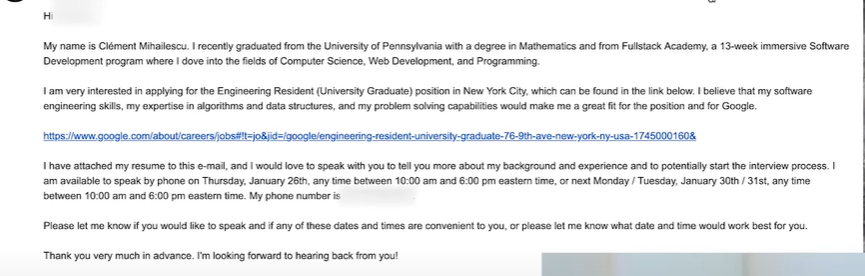 Hi
My name is Clément Mihailescu. I recently graduated from the University of Pennsylvania with a degree in Mathematics and from Fullstack Academy, a 13-week immersive Software
Development program where I dove into the fields of Computer Science, Web Development, and Programming.
I am very interested in applying for the Engineering Resident (University Graduate) position in New York City, which can be found in the link below. I believe that my software
engineering skills, my expertise in algorithms and data structures, and my problem solving capabilities would make me a great fit for the position and for Google.
https://www.google.com/about/careers/jobs#!t=jo&jid=/google/engineering-resident-university-graduate-76-9th-ave-new-york-ny-usa-1745000160&
I have attached my resume to this e-mail, and I would love to speak with you to tell you more about my background and experience and to potentially start the interview process. I
am available to speak by phone on Thursday, January 26th, any time between 10:00 am and 6:00 pm eastern time, or next Monday / Tuesday, January 30th / 31st, any time
between 10:00 am and 6:00 pm eastern time. My phone number is
Please let me know if you would like to speak and if any of these dates and times are convenient to you, or please let me know what date and time would work best for you.
Thank you very much in advance. I'm looking forward to hearing back from you!